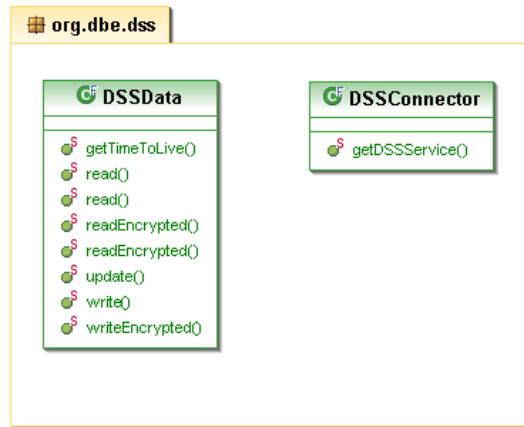 org.dbe.dss
DSSData
getTimeToLive()
read()
read()
readEncrypted()
readEncrypted()
update()
write()
writeEncrypted()
DSSConnector
getDSSService()